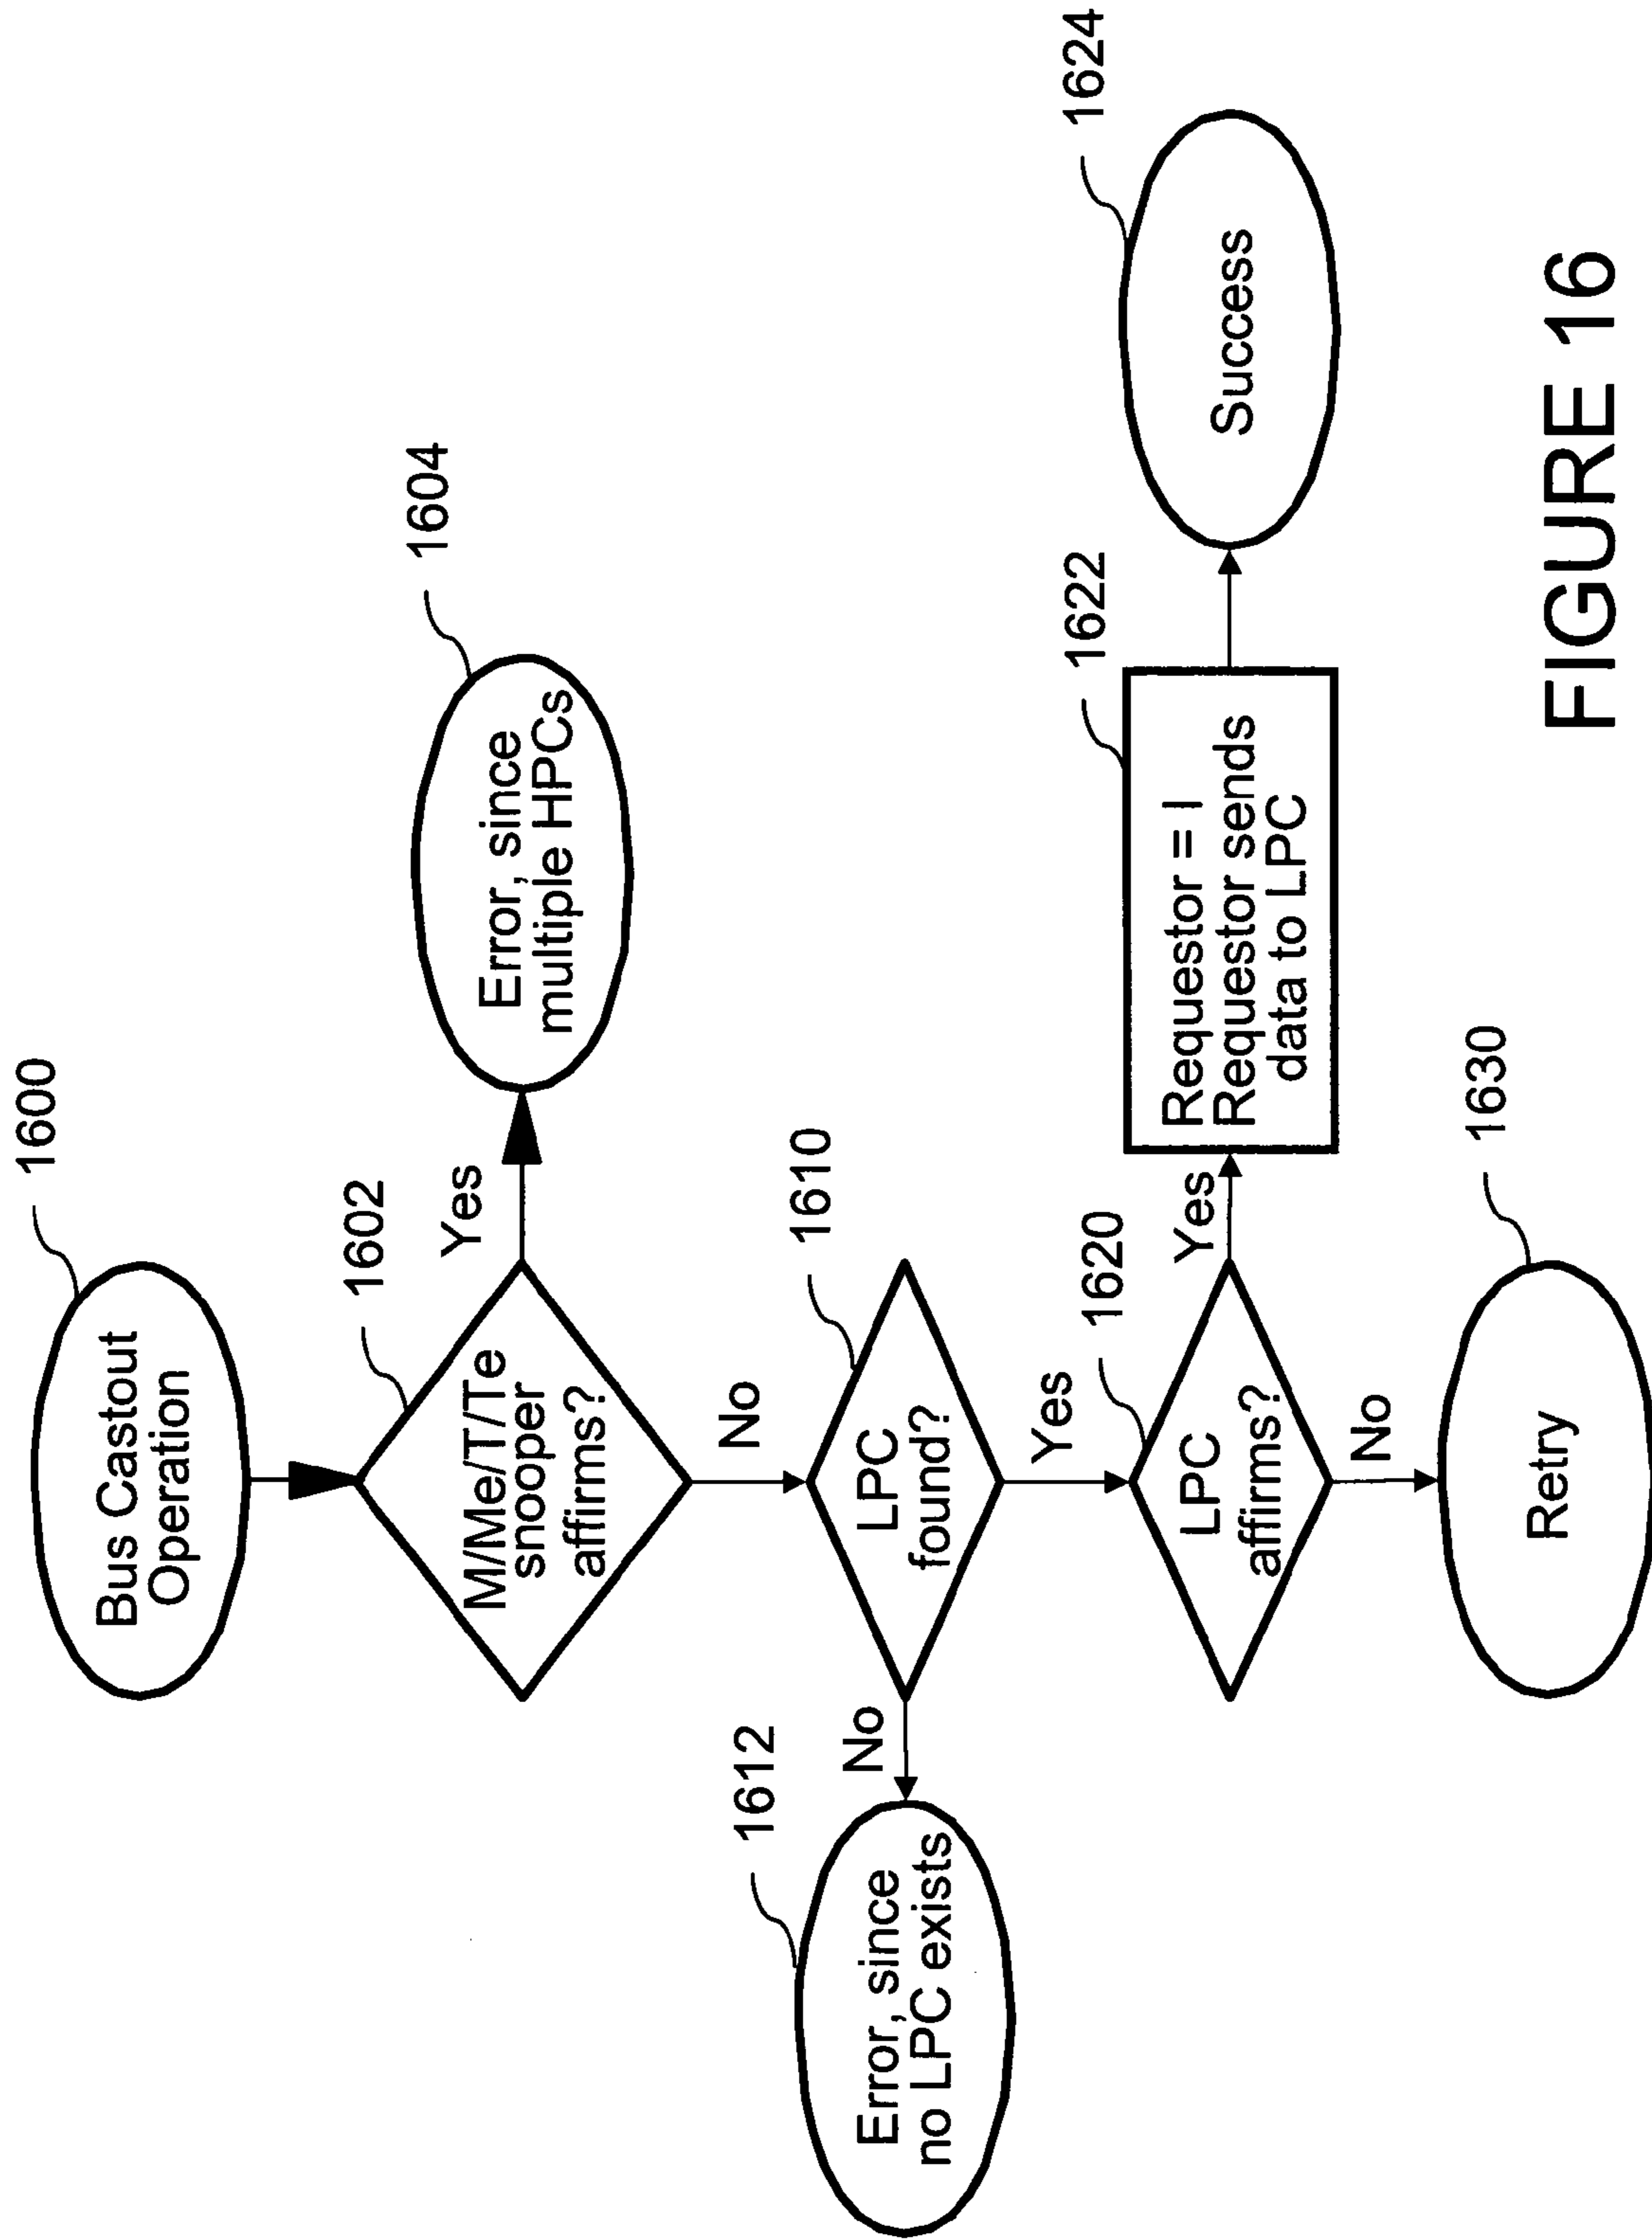 1600
Bus Castout
Operation
1602
M/Me/T/Te
snooper
affirms?
Yes
1604
Error, since
multiple HPCs
No
1610
LPC
found?
No
1612
Error, since
no LPC exists
Yes
1620
LPC
affirms?
Yes
1622
Requestor = I
Requestor sends
data to LPC
1624
Success
No
1630
Retry
FIGURE 16